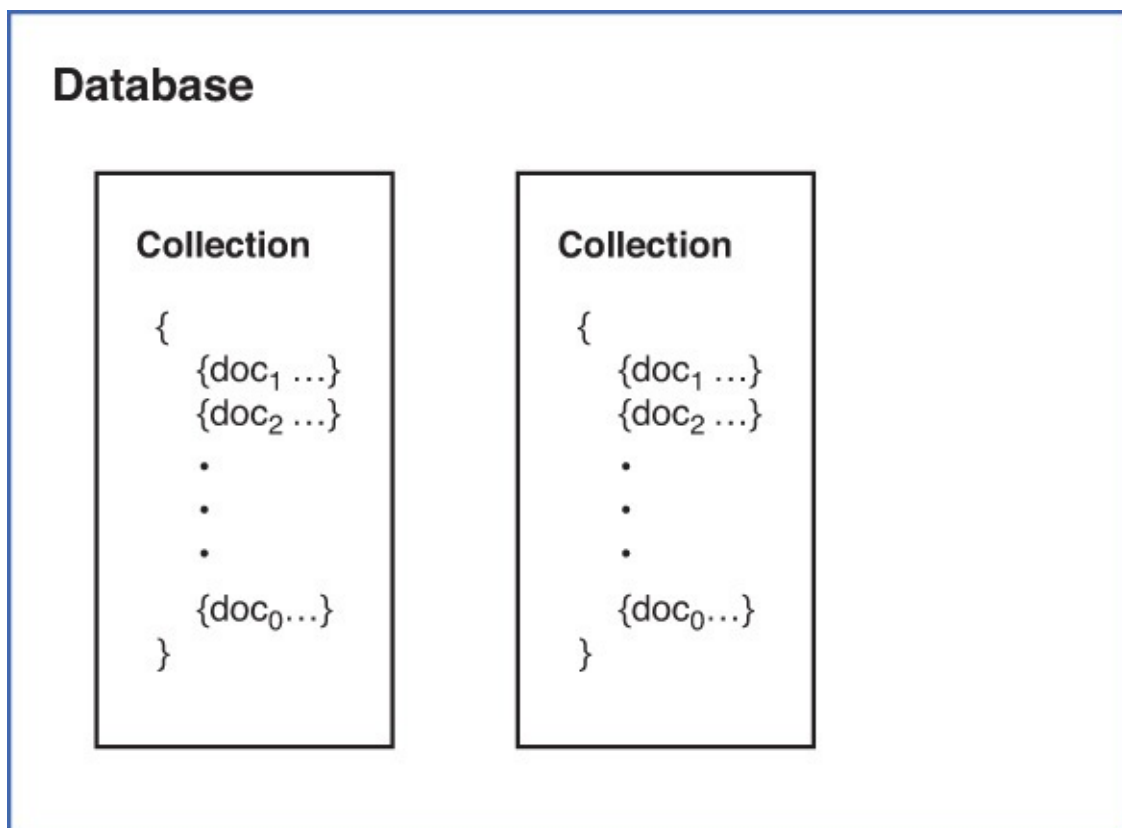 Database
Collection
{
{doc₁ ...}
{doc₂ ...}
.
.
.
{doc₀...}
}
Collection
{
{doc₁ ...}
{doc₂ ...}
.
.
.
{doc₀...}
}